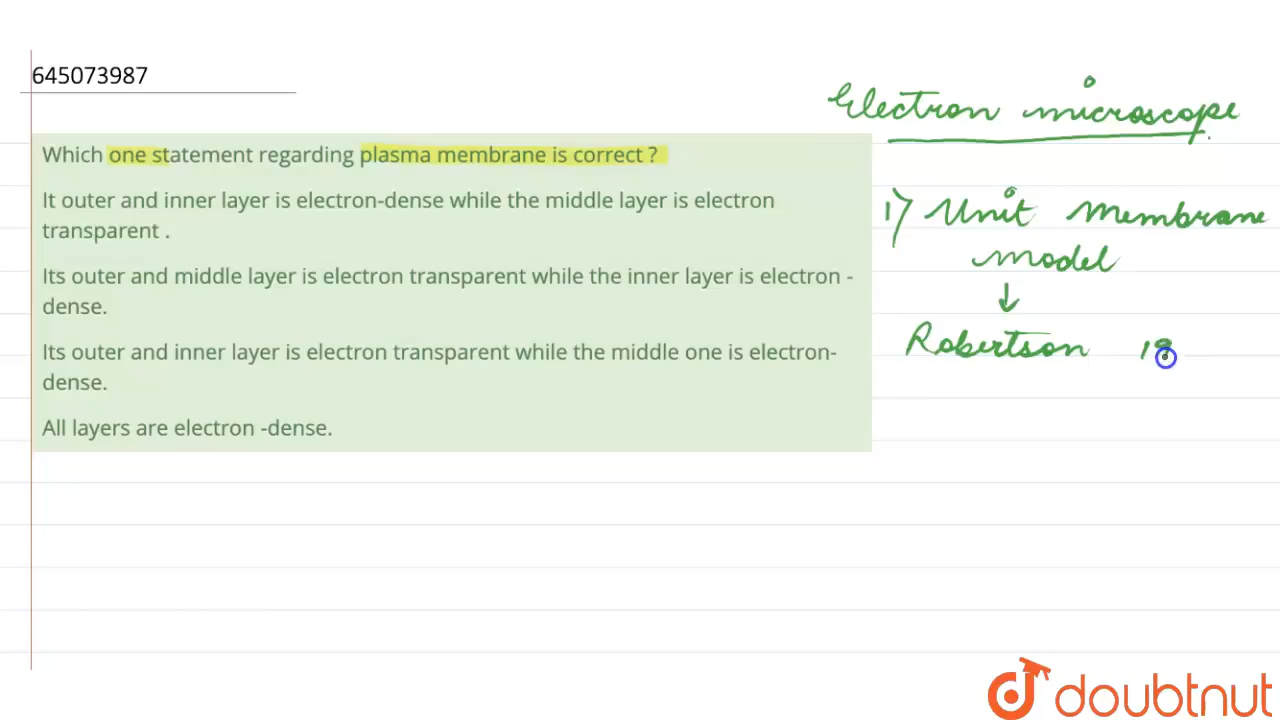 645073987
Which one statement regarding plasma membrane is correct ?
It outer and inner layer is electron-dense while the middle layer is electron
transparent .
Its outer and middle layer is electron transparent while the inner layer is electron -
dense.
Its outer and inner layer is electron transparent while the middle one is electron-
dense.
All layers are electron -dense.
Electron microscope
1) Unit Membrane
model
↓
Robertson 19
doubtnut